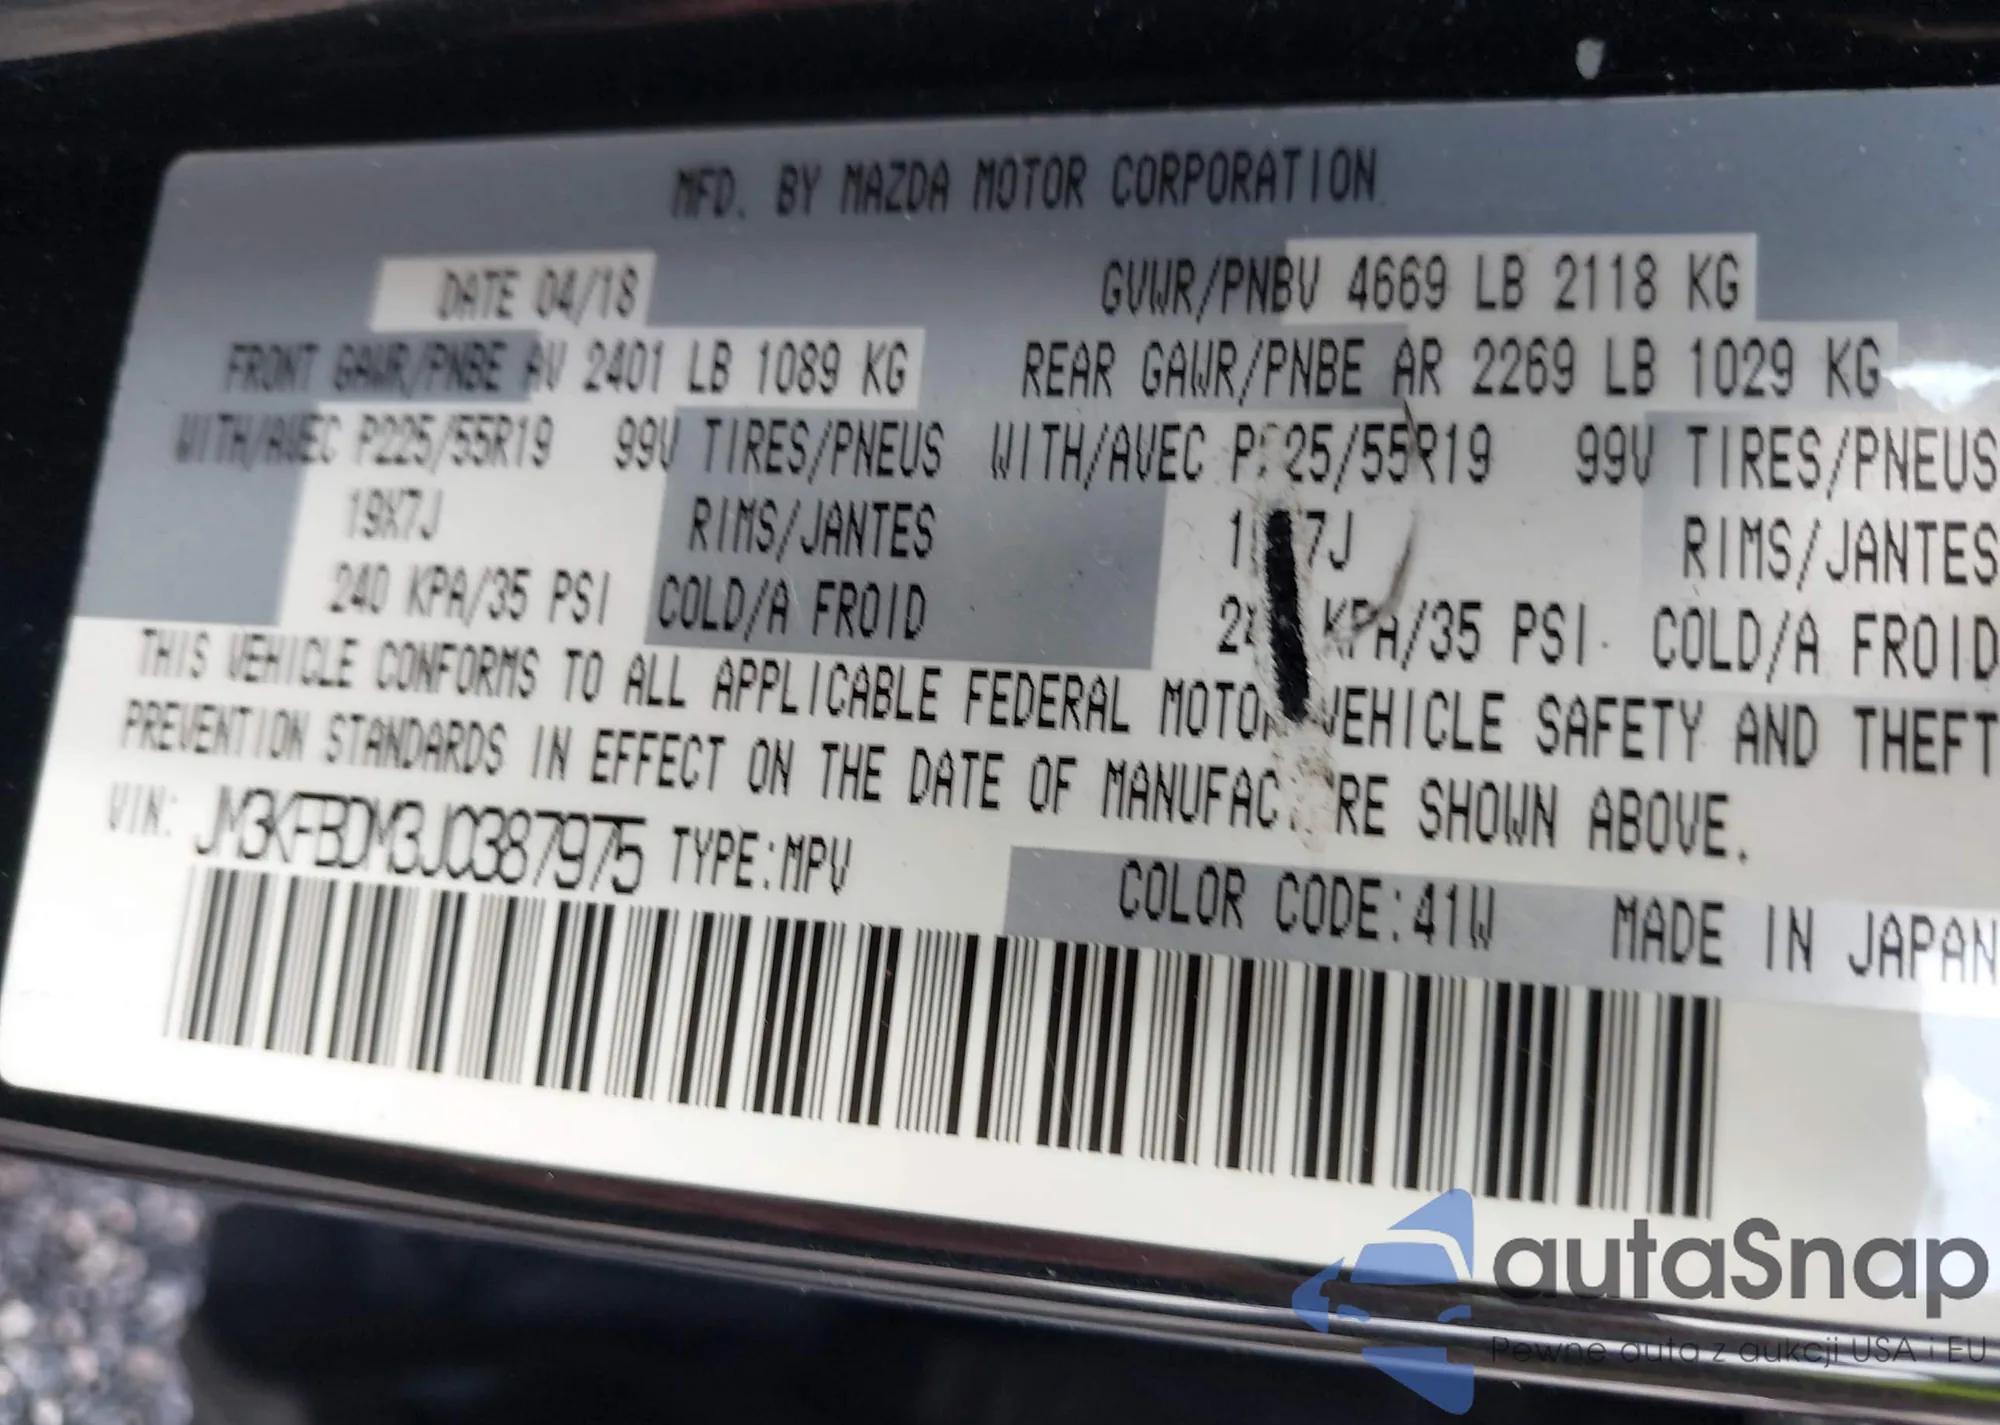 MFD. BY MAZDA MOTOR CORPORATION
DATE 04/18 GVWR/PNBV 4669 LB 2118 KG
FRONT GAWR/PNBE AV 2401 LB 1089 KG REAR GAWR/PNBE AR 2269 LB 1029 KG
WITH/AVEC P225/55R19 99V TIRES/PNEUS WITH/AVEC P225/55R19 99V TIRES/PNEUS
19X7J RIMS/JANTES RIMS/JANTES
240 KPA/35 PSI COLD/A FROID KPA/35 PSI COLD/A FROID
THIS VEHICLE CONFORMS TO ALL APPLICABLE FEDERAL MOTOR VEHICLE SAFETY AND THEFT
PREVENTION STANDARDS IN EFFECT ON THE DATE OF MANUFACTURE SHOWN ABOVE.
VIN: JM3KFBDM3J0387975 TYPE:MPV
COLOR CODE:41W MADE IN JAPAN
autaSnap
Pewne auta z aukcji USA i EU